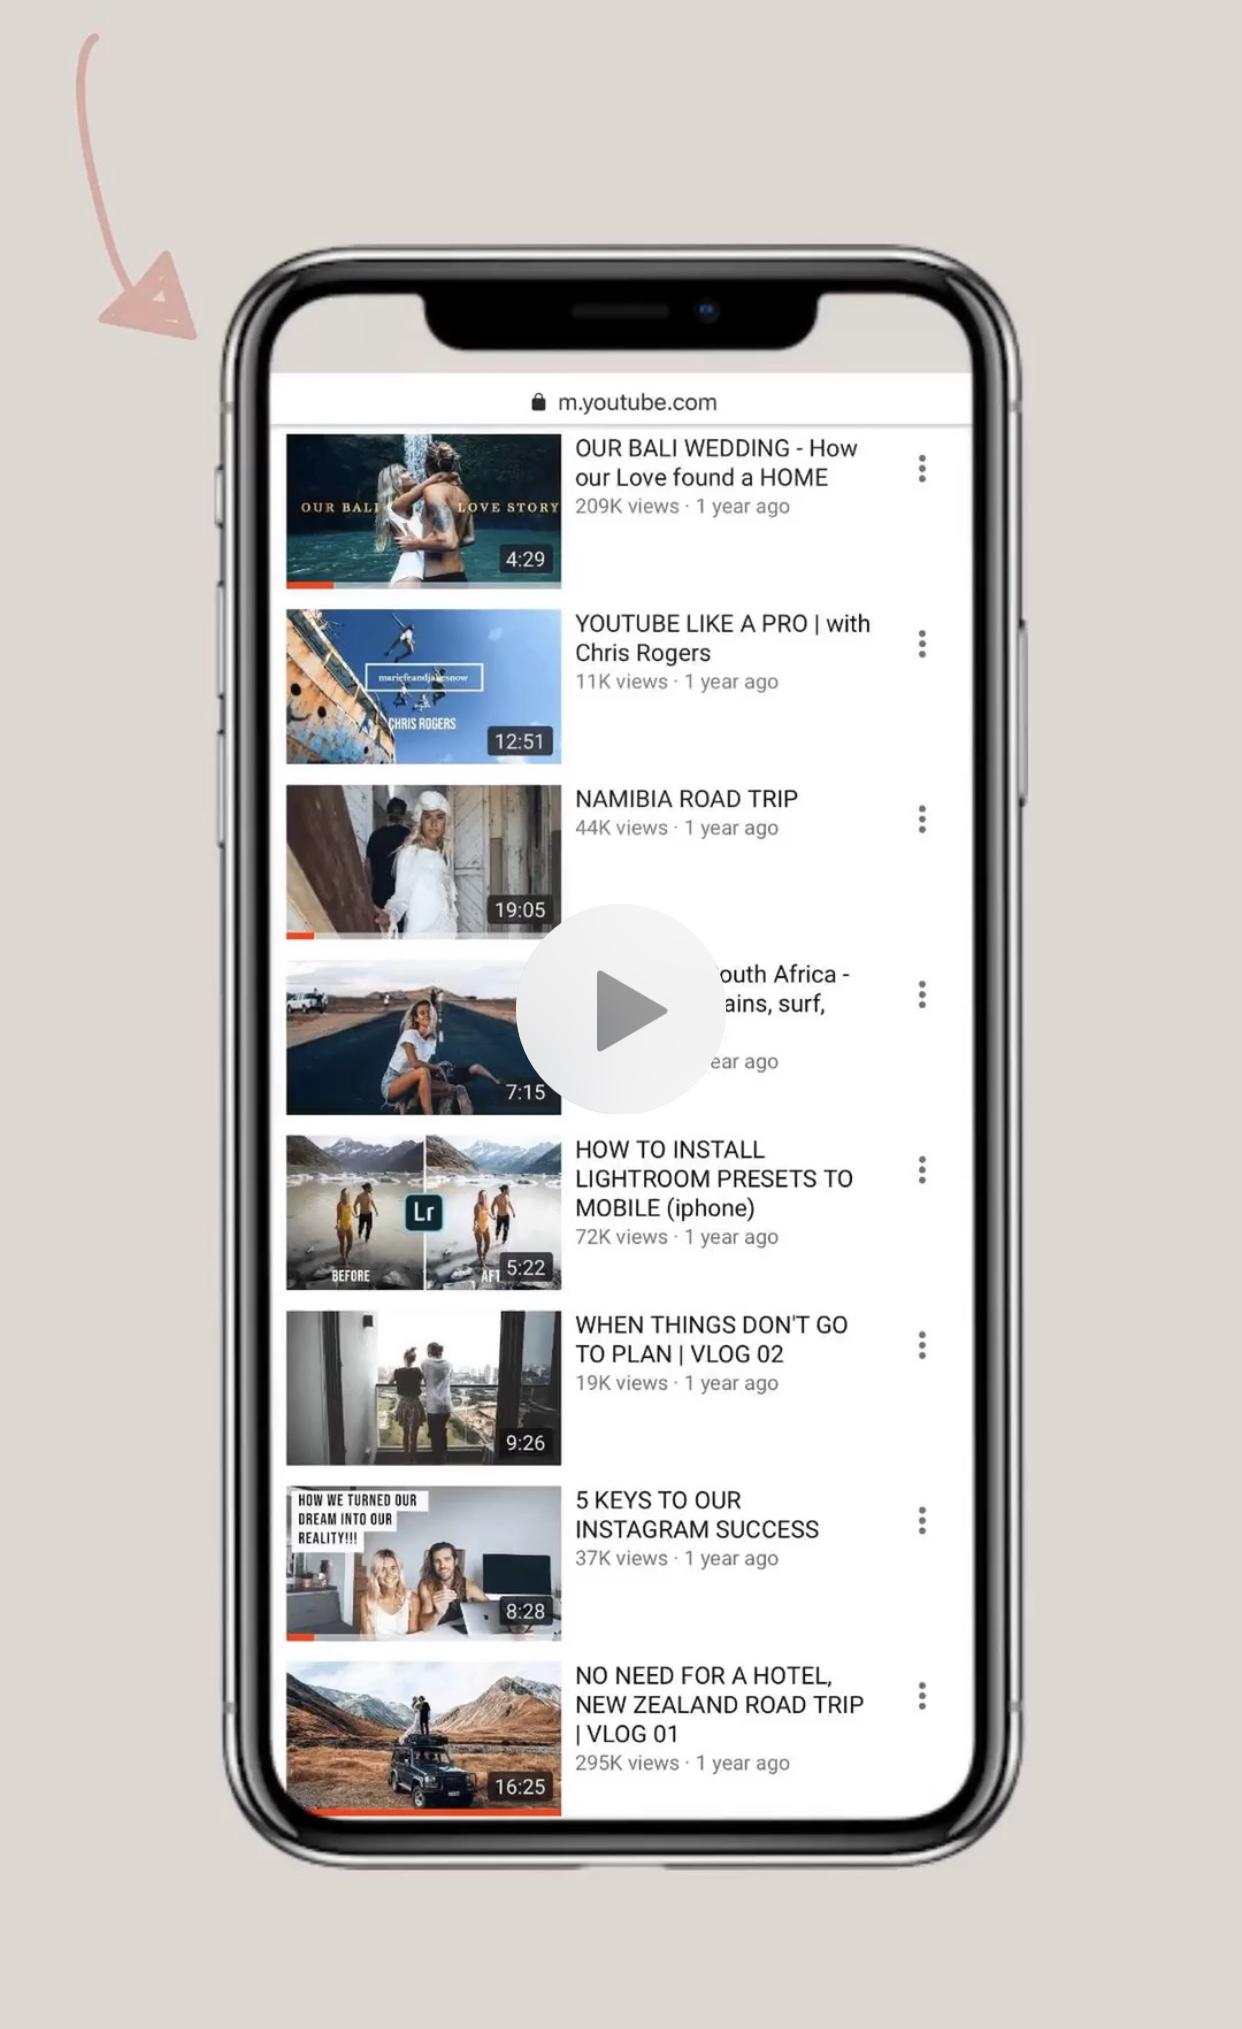 m.youtube.com
OUR BALI LOVE STORY
4:29
OUR BALI WEDDING - How
our Love found a HOME
209K views · 1 year ago
CHRIS ROGERS
12:51
YOUTUBE LIKE A PRO | with
Chris Rogers
11K views · 1 year ago
19:05
NAMIBIA ROAD TRIP
44K views · 1 year ago
7:15
outh Africa -
ains, surf,
ear ago
Lr
BEFORE
AFT
5:22
HOW TO INSTALL
LIGHTROOM PRESETS TO
MOBILE (iphone)
72K views · 1 year ago
9:26
WHEN THINGS DON'T GO
TO PLAN | VLOG 02
19K views · 1 year ago
HOW WE TURNED OUR
DREAM INTO OUR
REALITY!!!
8:28
5 KEYS TO OUR
INSTAGRAM SUCCESS
37K views · 1 year ago
16:25
NO NEED FOR A HOTEL,
NEW ZEALAND ROAD TRIP
| VLOG 01
295K views · 1 year ago